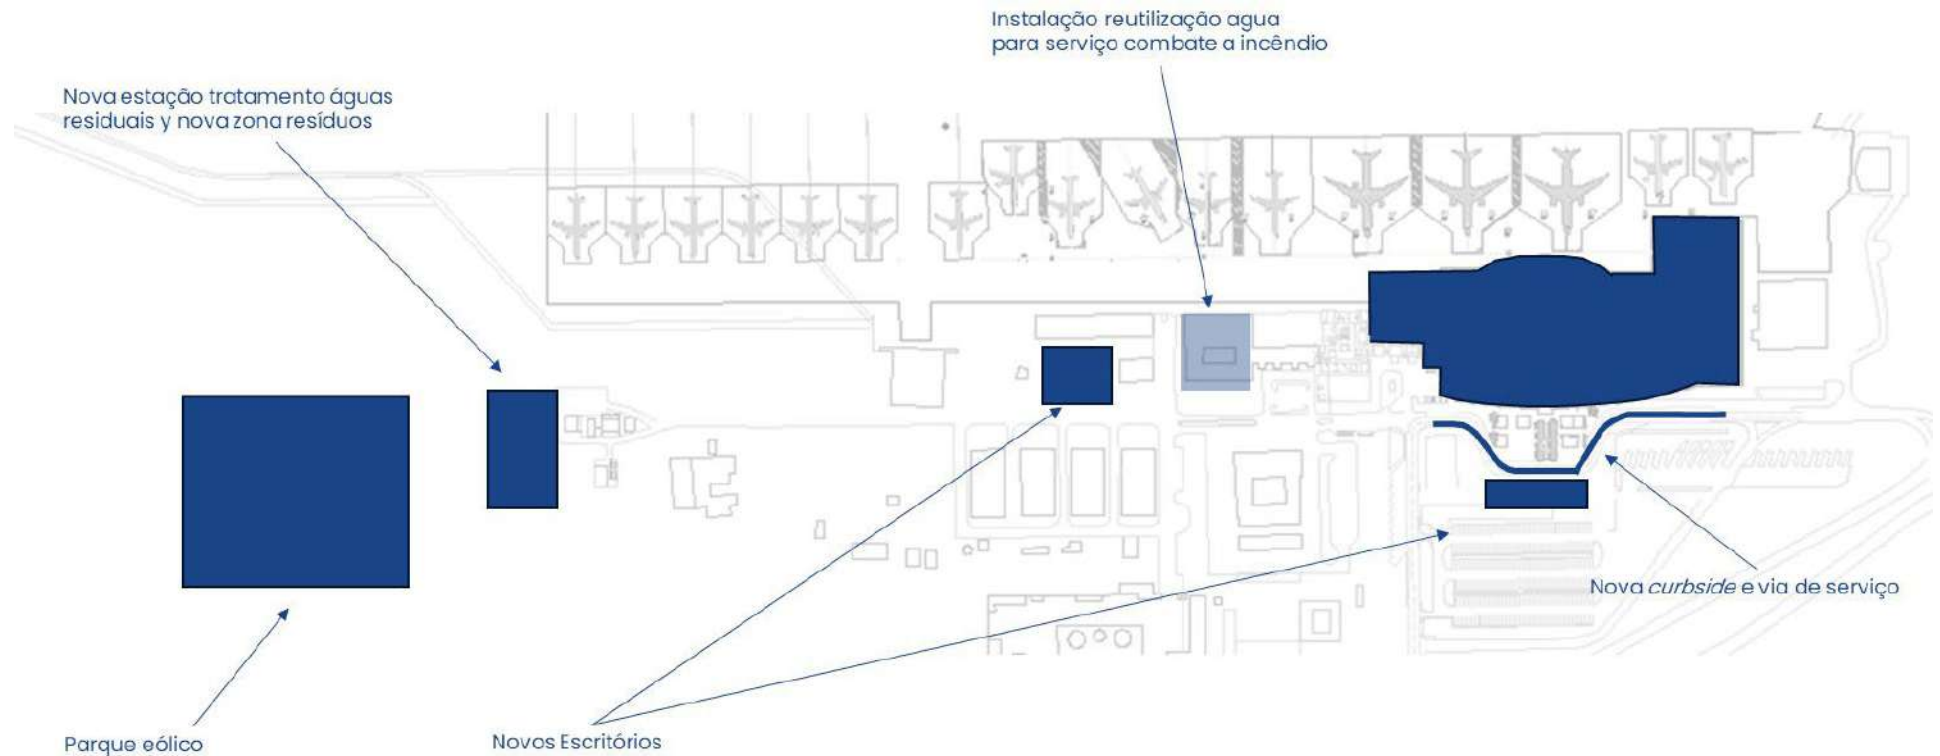 Instalação reutilização agua
para serviço combate a incêndio
Nova estação tratamento águas
residuais y nova zona resíduos
Nova curbside e via de serviço
Parque eólico
Novos Escritórios